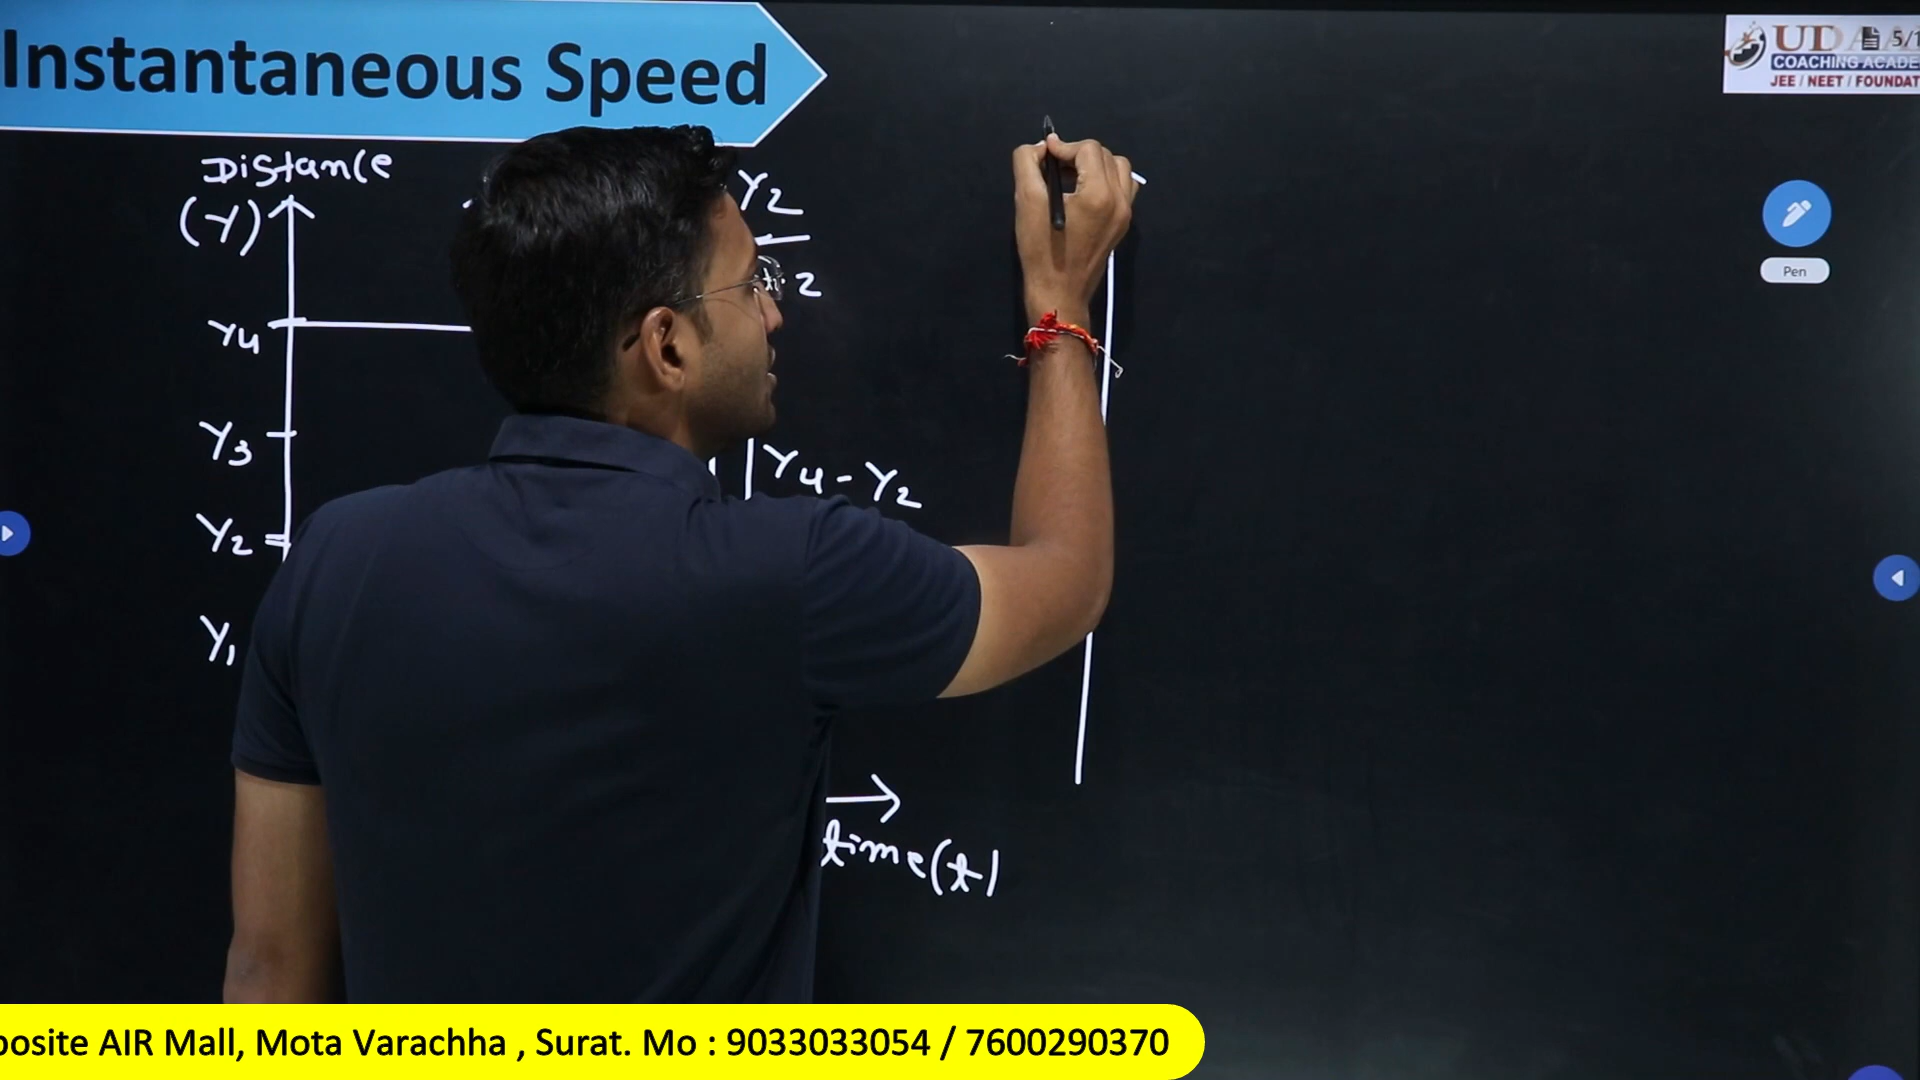 Instantaneous Speed
UD 5/1
COACHING ACADE
JEE / NEET / FOUNDAT
Distance
(Y)
Y2
2
Pen
Y4
Y3
Y4 - Y2
Y2
Y1
time(t)
posite AIR Mall, Mota Varachha , Surat. Mo : 9033033054 / 7600290370